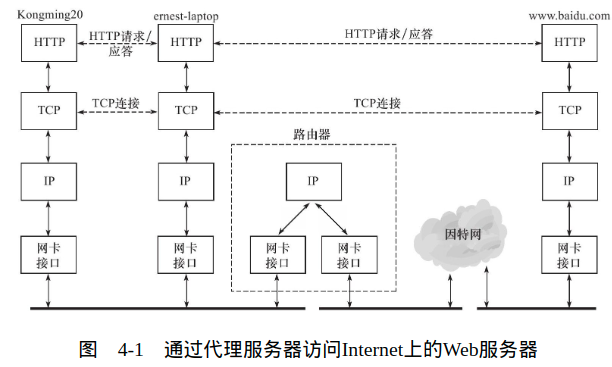 Kongming20 ernest-laptop www.baidu.com
HTTP HTTP请求/ HTTP HTTP请求/应答 HTTP
应答
TCP TCP连接 TCP TCP连接 TCP
路由器
IP IP IP IP
因特网
网卡 网卡 网卡 网卡 网卡
接口 接口 接口 接口 接口
图 4-1 通过代理服务器访问Internet上的Web服务器